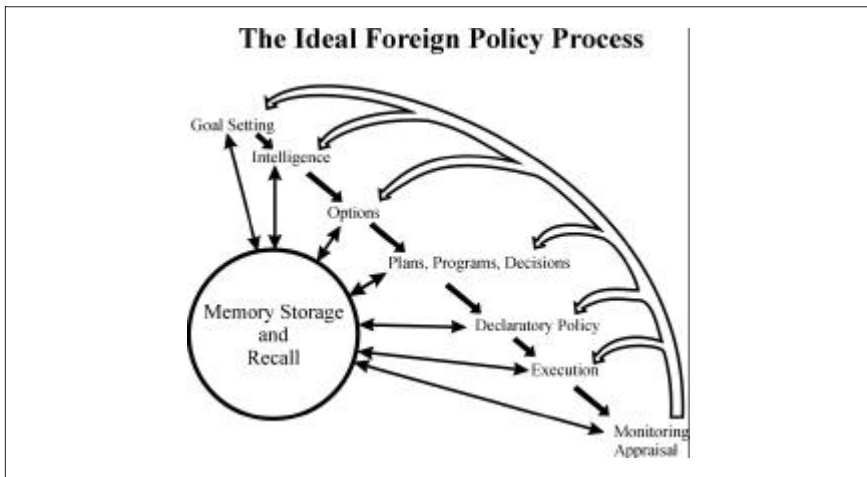 The Ideal Foreign Policy Process
Goal Setting
Intelligence
Options
Plans, Programs, Decisions
Memory Storage
and
Recall
Declaratory Policy
Execution
Monitoring
Appraisal